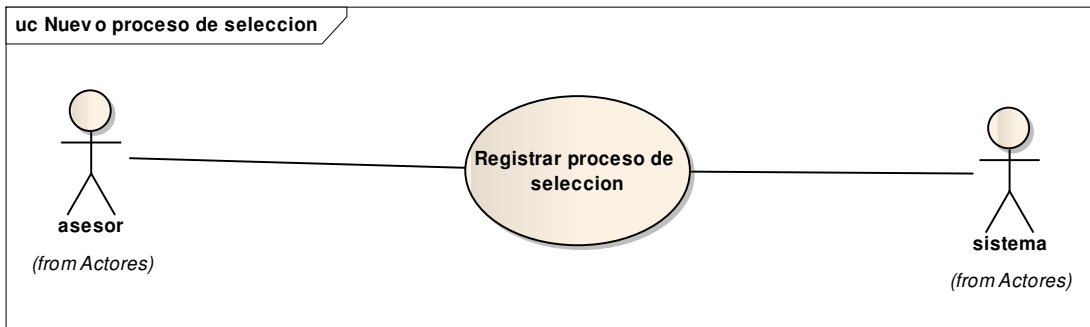 uc Nuevo proceso de seleccion
Registrar proceso de
seleccion
asesor
(from Actores)
sistema
(from Actores)